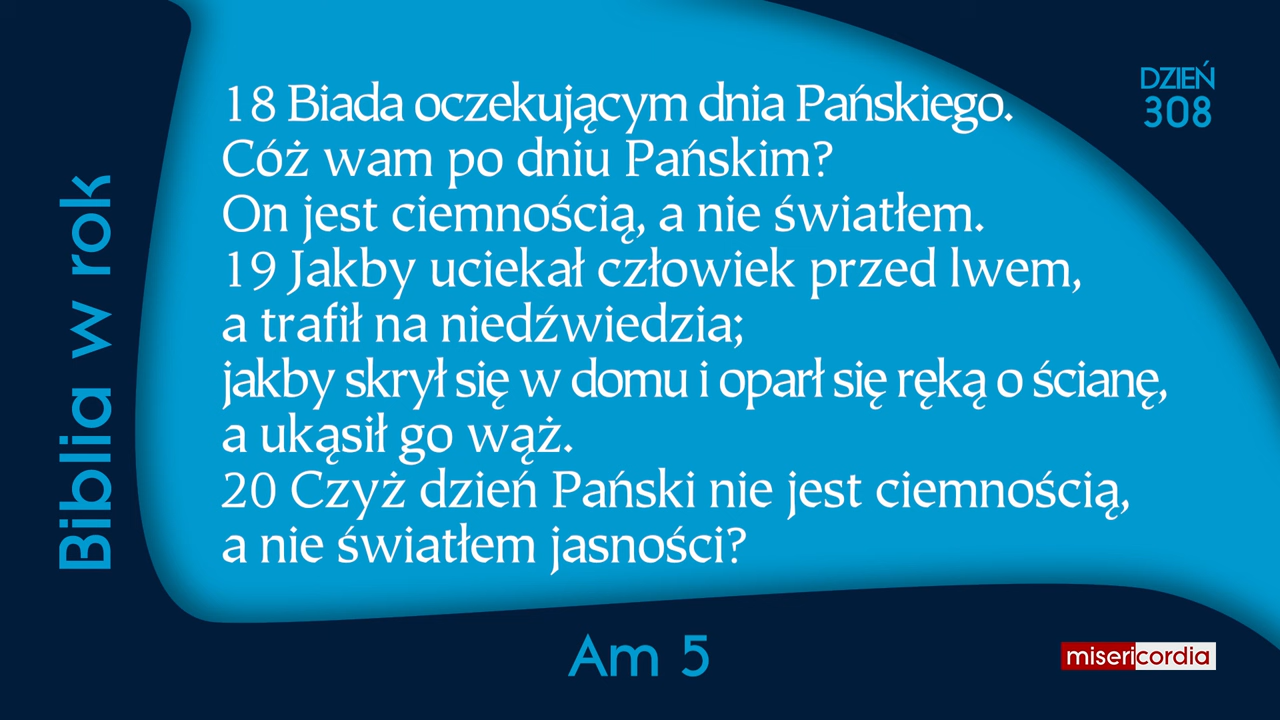 DZIEŃ
308
18 Biada oczekującym dnia Pańskiego.
Cóż wam po dniu Pańskim?
On jest ciemnością, a nie światłem.
19 Jakby uciekał człowiek przed lwem,
a trafił na niedźwiedzia;
jakby skrył się w domu i oparł się ręką o ścianę,
a ukąsił go wąż.
20 Czyż dzień Pański nie jest ciemnością,
a nie światłem jasności?
Biblia w rok
Am 5
misericordia